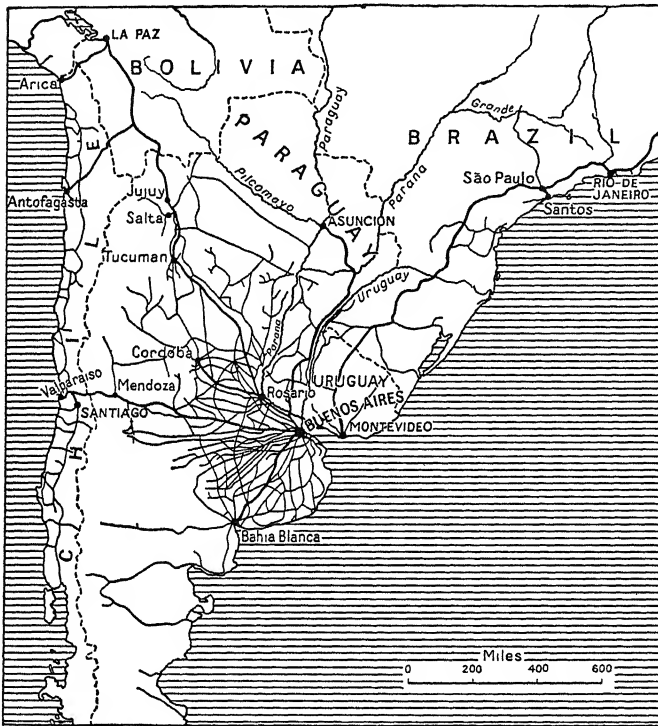 LA PAZ
BOLIVIA
Arica
PARAGUAY
Paraguay
Grande
BRAZIL
Parana
Pilcomayo
São Paulo
RIO DE
JANEIRO
Santos
Antofagasta
Jujuy
Salta
ASUNCIÓN
Tucuman
Uruguay
CHILE
Parana
Cordoba
Valparaiso
Mendoza
Rosario
URUGUAY
SANTIAGO
BUENOS AIRES
MONTEVIDEO
Bahia Blanca
Miles
0 200 400 600